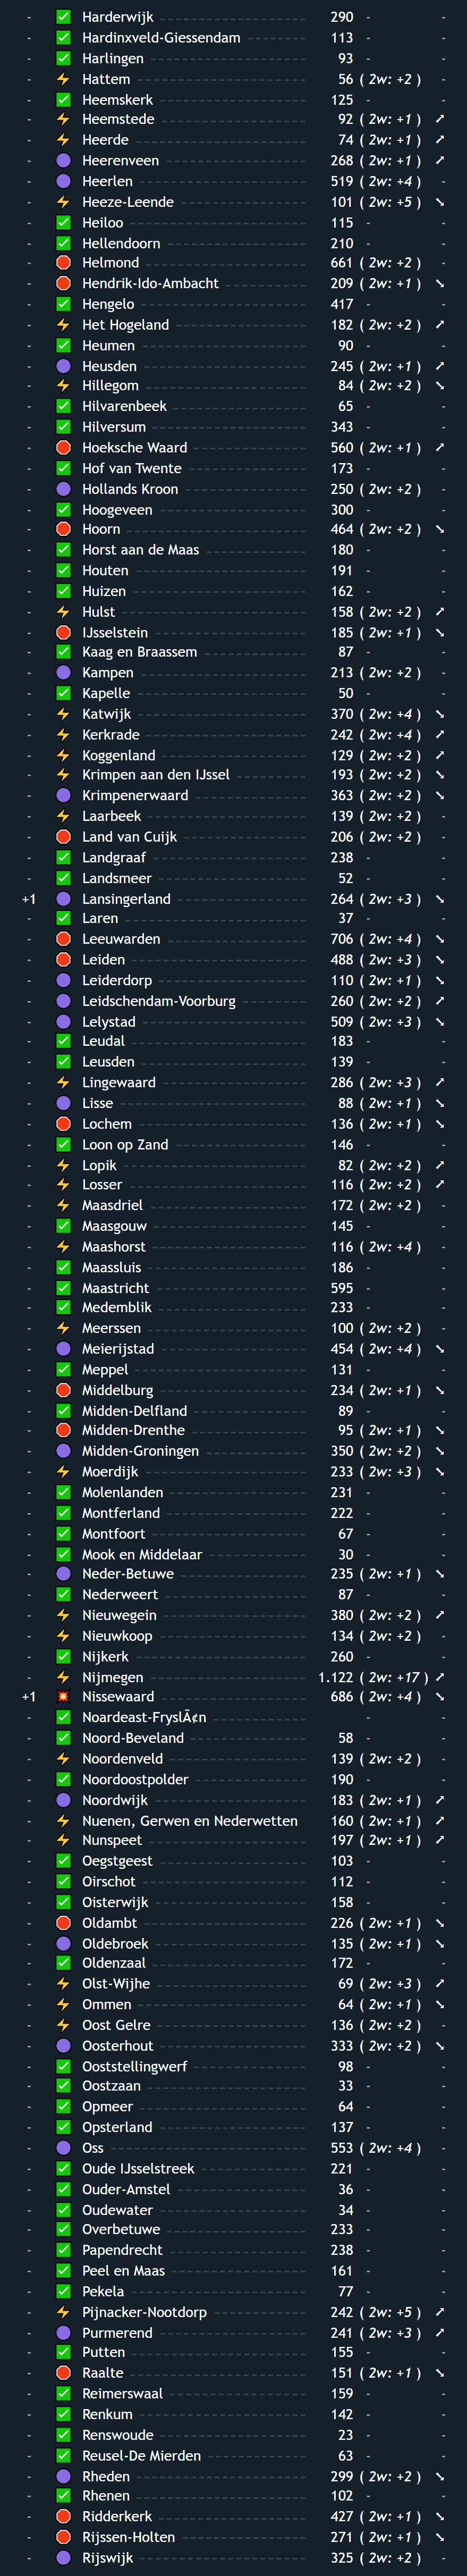 - ✅ Harderwijk 290 - -
- ✅ Hardinxveld-Giessendam 113 - -
- ✅ Harlingen 93 - -
- ⚡ Hattem 56 ( 2w: +2 ) -
- ✅ Heemskerk 125 - -
- ⚡ Heemstede 92 ( 2w: +1 ) ↗
- ⚡ Heerde 74 ( 2w: +1 ) ↗
- 🟣 Heerenveen 268 ( 2w: +1 ) ↗
- 🟣 Heerlen 519 ( 2w: +4 ) -
- ⚡ Heeze-Leende 101 ( 2w: +5 ) ↘
- ✅ Heiloo 115 - -
- ✅ Hellendoorn 210 - -
- 🛑 Helmond 661 ( 2w: +2 ) -
- 🛑 Hendrik-Ido-Ambacht 209 ( 2w: +1 ) ↘
- ✅ Hengelo 417 - -
- ⚡ Het Hogeland 182 ( 2w: +2 ) ↗
- ✅ Heumen 90 - -
- 🟣 Heusden 245 ( 2w: +1 ) ↗
- ⚡ Hillegom 84 ( 2w: +2 ) ↘
- ✅ Hilvarenbeek 65 - -
- ✅ Hilversum 343 - -
- 🛑 Hoeksche Waard 560 ( 2w: +1 ) ↗
- ✅ Hof van Twente 173 - -
- 🟣 Hollands Kroon 250 ( 2w: +2 ) -
- ✅ Hoogeveen 300 - -
- 🛑 Hoorn 464 ( 2w: +2 ) ↘
- ✅ Horst aan de Maas 180 - -
- ✅ Houten 191 - -
- ✅ Huizen 162 - -
- ⚡ Hulst 158 ( 2w: +2 ) ↗
- 🛑 IJsselstein 185 ( 2w: +1 ) ↘
- ✅ Kaag en Braassem 87 - -
- 🟣 Kampen 213 ( 2w: +2 ) -
- ✅ Kapelle 50 - -
- ⚡ Katwijk 370 ( 2w: +4 ) ↘
- ⚡ Kerkrade 242 ( 2w: +4 ) ↗
- ⚡ Koggenland 129 ( 2w: +2 ) ↗
- ⚡ Krimpen aan den IJssel 193 ( 2w: +2 ) ↘
- 🟣 Krimpenerwaard 363 ( 2w: +2 ) ↘
- ⚡ Laarbeek 139 ( 2w: +2 ) -
- 🛑 Land van Cuijk 206 ( 2w: +2 ) -
- ✅ Landgraaf 238 - -
- ✅ Landsmeer 52 - -
+1 🟣 Lansingerland 264 ( 2w: +3 ) ↘
- ✅ Laren 37 - -
- 🛑 Leeuwarden 706 ( 2w: +4 ) ↘
- 🛑 Leiden 488 ( 2w: +3 ) ↘
- 🟣 Leiderdorp 110 ( 2w: +1 ) ↘
- 🟣 Leidschendam-Voorburg 260 ( 2w: +2 ) ↗
- 🟣 Lelystad 509 ( 2w: +3 ) ↘
- ✅ Leudal 183 - -
- ✅ Leusden 139 - -
- ⚡ Lingewaard 286 ( 2w: +3 ) ↗
- 🟣 Lisse 88 ( 2w: +1 ) ↘
- 🛑 Lochem 136 ( 2w: +1 ) ↘
- ✅ Loon op Zand 146 - -
- ⚡ Lopik 82 ( 2w: +2 ) ↗
- ⚡ Losser 116 ( 2w: +2 ) ↗
- ⚡ Maasdriel 172 ( 2w: +2 ) -
- ✅ Maasgouw 145 - -
- ⚡ Maashorst 116 ( 2w: +4 ) -
- ✅ Maassluis 186 - -
- ✅ Maastricht 595 - -
- ✅ Medemblik 233 - -
- ⚡ Meerssen 100 ( 2w: +2 ) -
- 🟣 Meierijstad 454 ( 2w: +4 ) ↘
- ✅ Meppel 131 - -
- 🛑 Middelburg 234 ( 2w: +1 ) ↘
- ✅ Midden-Delfland 89 - -
- 🛑 Midden-Drenthe 95 ( 2w: +1 ) ↘
- 🟣 Midden-Groningen 350 ( 2w: +2 ) ↘
- ⚡ Moerdijk 233 ( 2w: +3 ) ↘
- ✅ Molenlanden 231 - -
- ✅ Montferland 222 - -
- ✅ Montfoort 67 - -
- ✅ Mook en Middelaar 30 - -
- 🟣 Neder-Betuwe 235 ( 2w: +1 ) ↘
- ✅ Nederweert 87 - -
- ⚡ Nieuwegein 380 ( 2w: +2 ) ↗
- ⚡ Nieuwkoop 134 ( 2w: +2 ) -
- ✅ Nijkerk 260 - -
- ⚡ Nijmegen 1.122 ( 2w: +17 ) ↗
+1 💥 Nissewaard 686 ( 2w: +4 ) ↘
- ✅ Noardeast-FryslÃ¢n - -
- ✅ Noord-Beveland 58 - -
- ⚡ Noordenveld 139 ( 2w: +2 ) -
- ✅ Noordoostpolder 190 - -
- 🟣 Noordwijk 183 ( 2w: +1 ) ↗
- ⚡ Nuenen, Gerwen en Nederwetten 160 ( 2w: +1 ) ↗
- ⚡ Nunspeet 197 ( 2w: +1 ) ↗
- ✅ Oegstgeest 103 - -
- ✅ Oirschot 112 - -
- ✅ Oisterwijk 158 - -
- 🛑 Oldambt 226 ( 2w: +1 ) ↘
- 🟣 Oldebroek 135 ( 2w: +1 ) ↘
- ✅ Oldenzaal 172 - -
- ⚡ Olst-Wijhe 69 ( 2w: +3 ) ↗
- ⚡ Ommen 64 ( 2w: +1 ) ↘
- ⚡ Oost Gelre 136 ( 2w: +2 ) -
- 🟣 Oosterhout 333 ( 2w: +2 ) ↘
- ✅ Ooststellingwerf 98 - -
- ✅ Oostzaan 33 - -
- ✅ Opmeer 64 - -
- ✅ Opsterland 137 - -
- 🟣 Oss 553 ( 2w: +4 ) -
- ✅ Oude IJsselstreek 221 - -
- ✅ Ouder-Amstel 36 - -
- ✅ Oudewater 34 - -
- ✅ Overbetuwe 233 - -
- ✅ Papendrecht 238 - -
- ✅ Peel en Maas 161 - -
- ✅ Pekela 77 - -
- ⚡ Pijnacker-Nootdorp 242 ( 2w: +5 ) ↗
- 🟣 Purmerend 241 ( 2w: +3 ) ↗
- ✅ Putten 155 - -
- 🛑 Raalte 151 ( 2w: +1 ) ↘
- ✅ Reimerswaal 159 - -
- ✅ Renkum 142 - -
- ✅ Renswoude 23 - -
- ✅ Reusel-De Mierden 63 - -
- 🟣 Rheden 299 ( 2w: +2 ) ↘
- ✅ Rhenen 102 - -
- 🛑 Ridderkerk 427 ( 2w: +1 ) ↘
- 🛑 Rijssen-Holten 271 ( 2w: +1 ) ↘
- 🟣 Rijswijk 325 ( 2w: +2 ) -